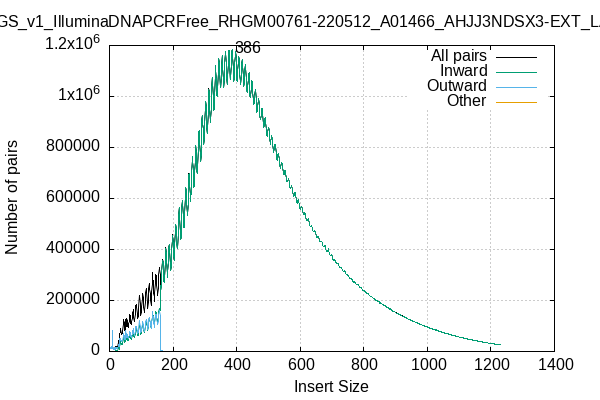 GS_v1_IlluminaDNAPCRFree_RHGM00761-220512_A01466_AHJJ3NDSX3-EXT_L
1.2x10^6
1x10^6
800000
600000
400000
200000
0
Number of pairs
386
All pairs
Inward
Outward
Other
0 200 400 600 800 1000 1200 1400
Insert Size